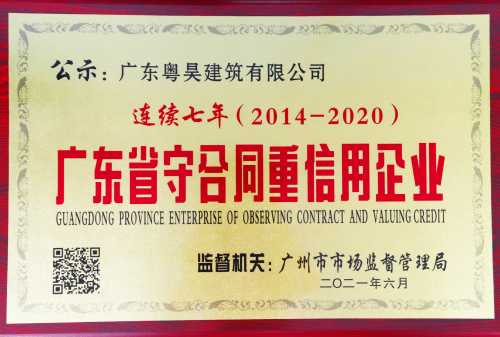 公示：广东粤昊建筑有限公司
连续七年（2014-2020）
广东省守合同重信用企业
GUANGDONG PROVINCE ENTERPRISE OF OBSERVING CONTRACT AND VALUING CREDIT
监督机关：广州市市场监督管理局
二〇二一年六月